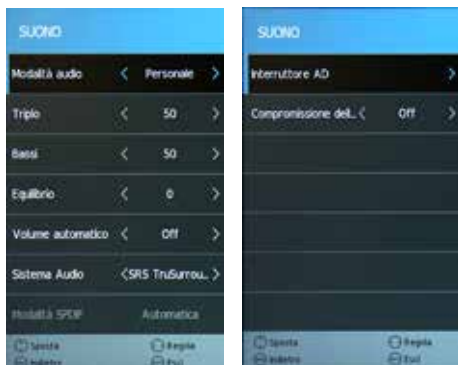 SUONO
Modalità audio < Personale >
Triplo < 50 >
Bassi < 50 >
Equilibrio < 0 >
Volume automatico < Off >
Sistema Audio < SRS TruSurrou... >
Modalità SPDIF Automatica
Sposta Regola
Indietro Esci
SUONO
Interruttore AD >
Compromissione del... < Off >
Sposta Regola
Indietro Esci